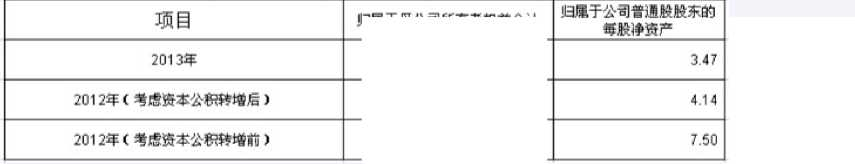 项目
归属于公司普通股股东的
每股净资产
2013年
3.47
2012年（考虑资本公积转增后）
4.14
2012年（考虑资本公积转增前）
7.50